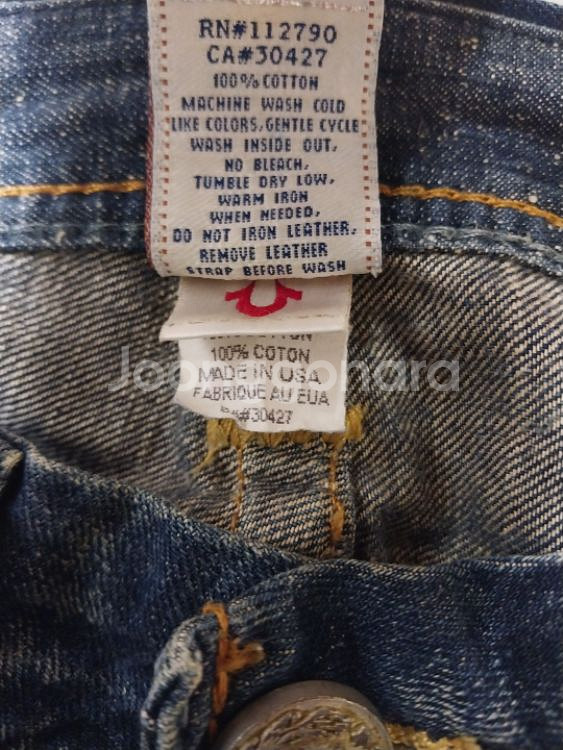 RN#112790
CA#30427
100% COTTON
MACHINE WASH COLD
LIKE COLORS, GENTLE CYCLE
WASH INSIDE OUT,
NO BLEACH,
TUMBLE DRY LOW,
WARM IRON
WHEN NEEDED,
DO NOT IRON LEATHER,
REMOVE LEATHER
STRAP BEFORE WASH
100% COTON
MADE IN USA
FABRIQUE AU EUA
#30427